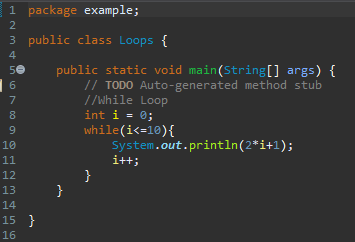 1 package example;
2
3 public class Loops {
4
5 public static void main(String[] args) {
6 // TODO Auto-generated method stub
7 //While Loop
8 int i = 0;
9 while(i<=10){
10 System.out.println(2*i+1);
11 i++;
12 }
13 }
14
15 }
16